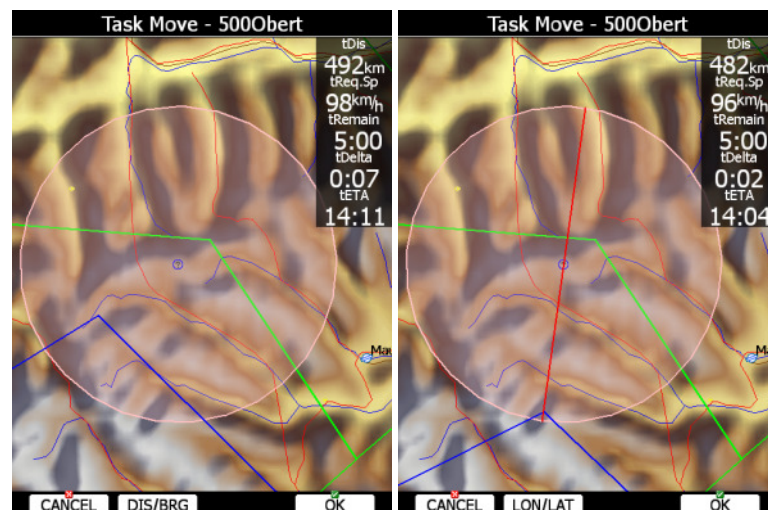 Task Move - 500Obert
tDis
492km
tReq.Sp
98km/h
tRemain
5:00
tDelta
0:07
tETA
14:11
Mau
CANCEL
DIS/BRG
OK
Task Move - 500Obert
tDis
482km
tReq.Sp
96km/h
tRemain
5:00
tDelta
0:02
tETA
14:04
Ma
CANCEL
LON/LAT
OK